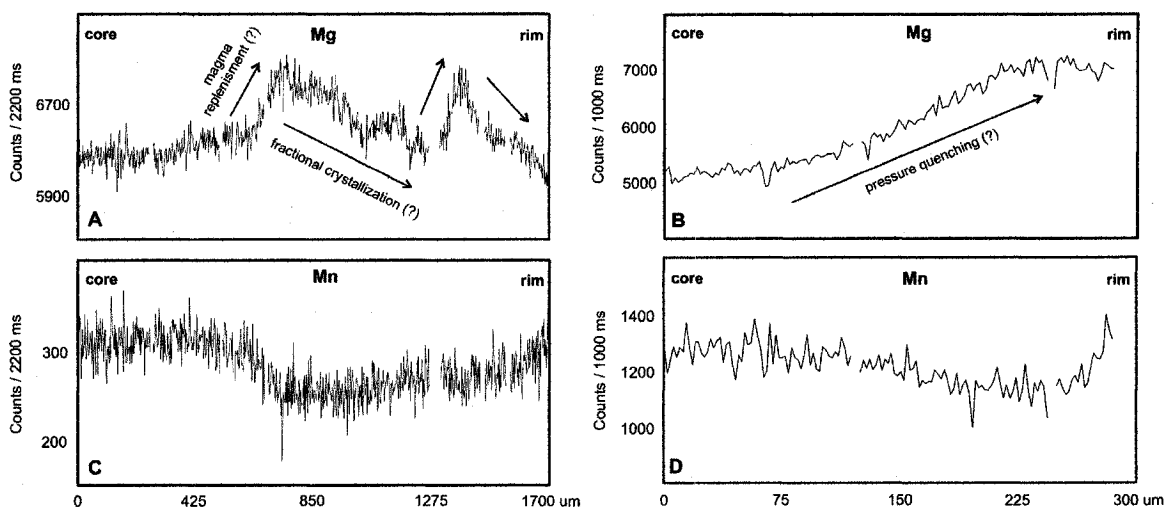 core Mg rim
magma
replenisment (?)
fractional crystallization (?)
Counts / 2200 ms
6700
5900
A
core Mg rim
pressure quenching (?)
Counts / 1000 ms
7000
6000
5000
B
core Mn rim
Counts / 2200 ms
300
200
C
0 425 850 1275 1700 um
core Mn rim
Counts / 1000 ms
1400
1200
1000
D
0 75 150 225 300 um